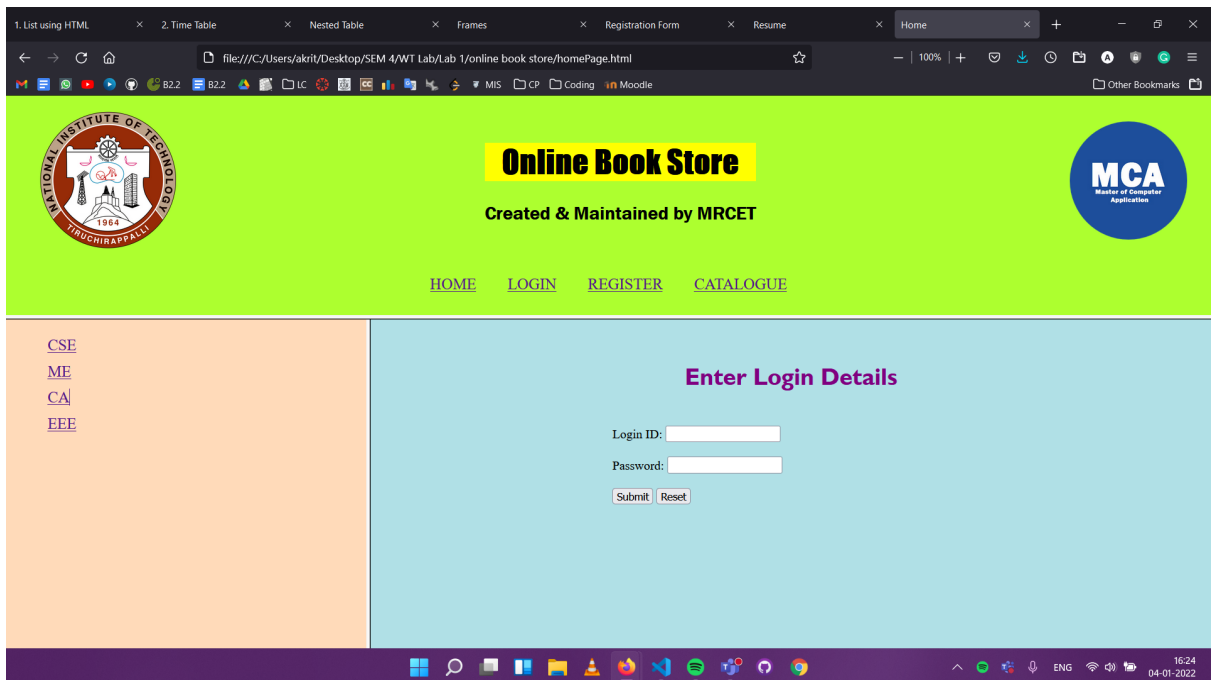 1. List using HTML 2. Time Table Nested Table Frames Registration Form Resume Home
file:///C:/Users/akrit/Desktop/SEM 4/WT Lab/Lab 1/online book store/homePage.html 100%
B2.2 B2.2 LC MIS CP Coding Moodle Other Bookmarks
NATIONAL INSTITUTE OF TECHNOLOGY
1964
TIRUCHIRAPPALLI
Online Book Store
Created & Maintained by MRCET
MCA
Master of Computer
Application
HOME LOGIN REGISTER CATALOGUE
CSE
ME
CA
EEE
Enter Login Details
Login ID:
Password:
Submit Reset
ENG
16:24
04-01-2022